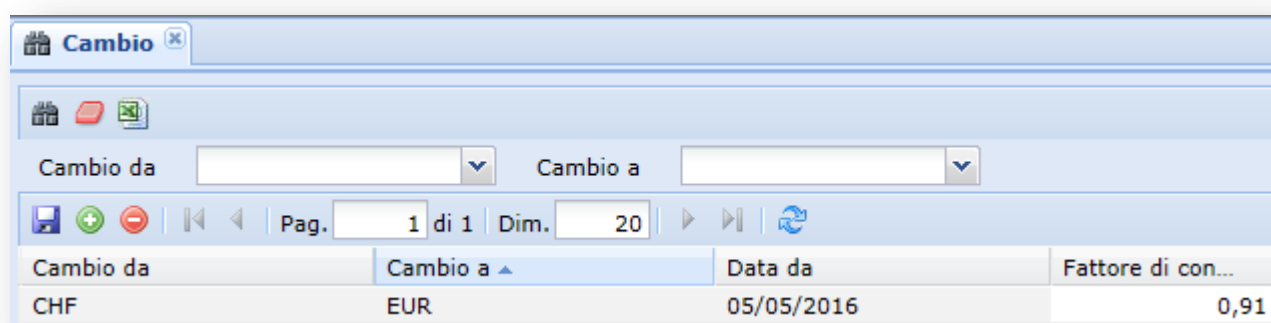 Cambio
Cambio da Cambio a
Pag. 1 di 1 Dim. 20
Cambio da Cambio a Data da Fattore di con...
CHF EUR 05/05/2016 0,91